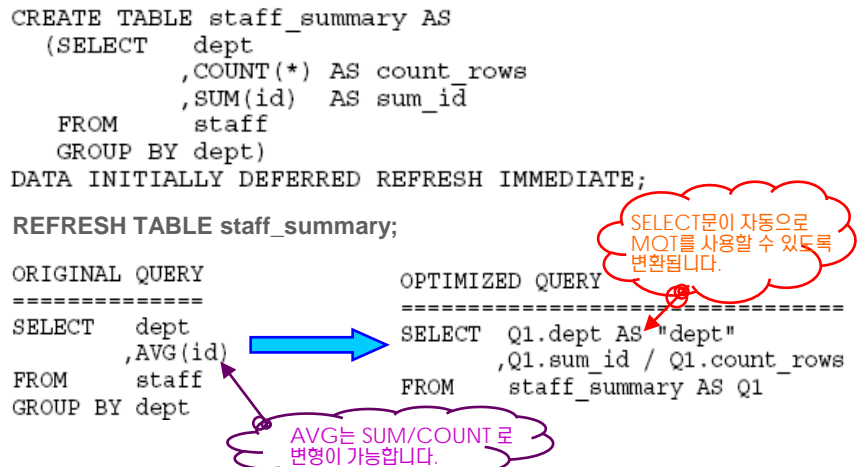 CREATE TABLE staff_summary AS
(SELECT dept
,COUNT(*) AS count_rows
,SUM(id) AS sum_id
FROM staff
GROUP BY dept)
DATA INITIALLY DEFERRED REFRESH IMMEDIATE;
REFRESH TABLE staff_summary;
SELECT문이 자동으로
MQT를 사용할 수 있도록
변환됩니다.
ORIGINAL QUERY
==============
SELECT dept
,AVG(id)
FROM staff
GROUP BY dept
OPTIMIZED QUERY
================================
SELECT Q1.dept AS "dept"
,Q1.sum_id / Q1.count_rows
FROM staff_summary AS Q1
AVG는 SUM/COUNT 로
변형이 가능합니다.